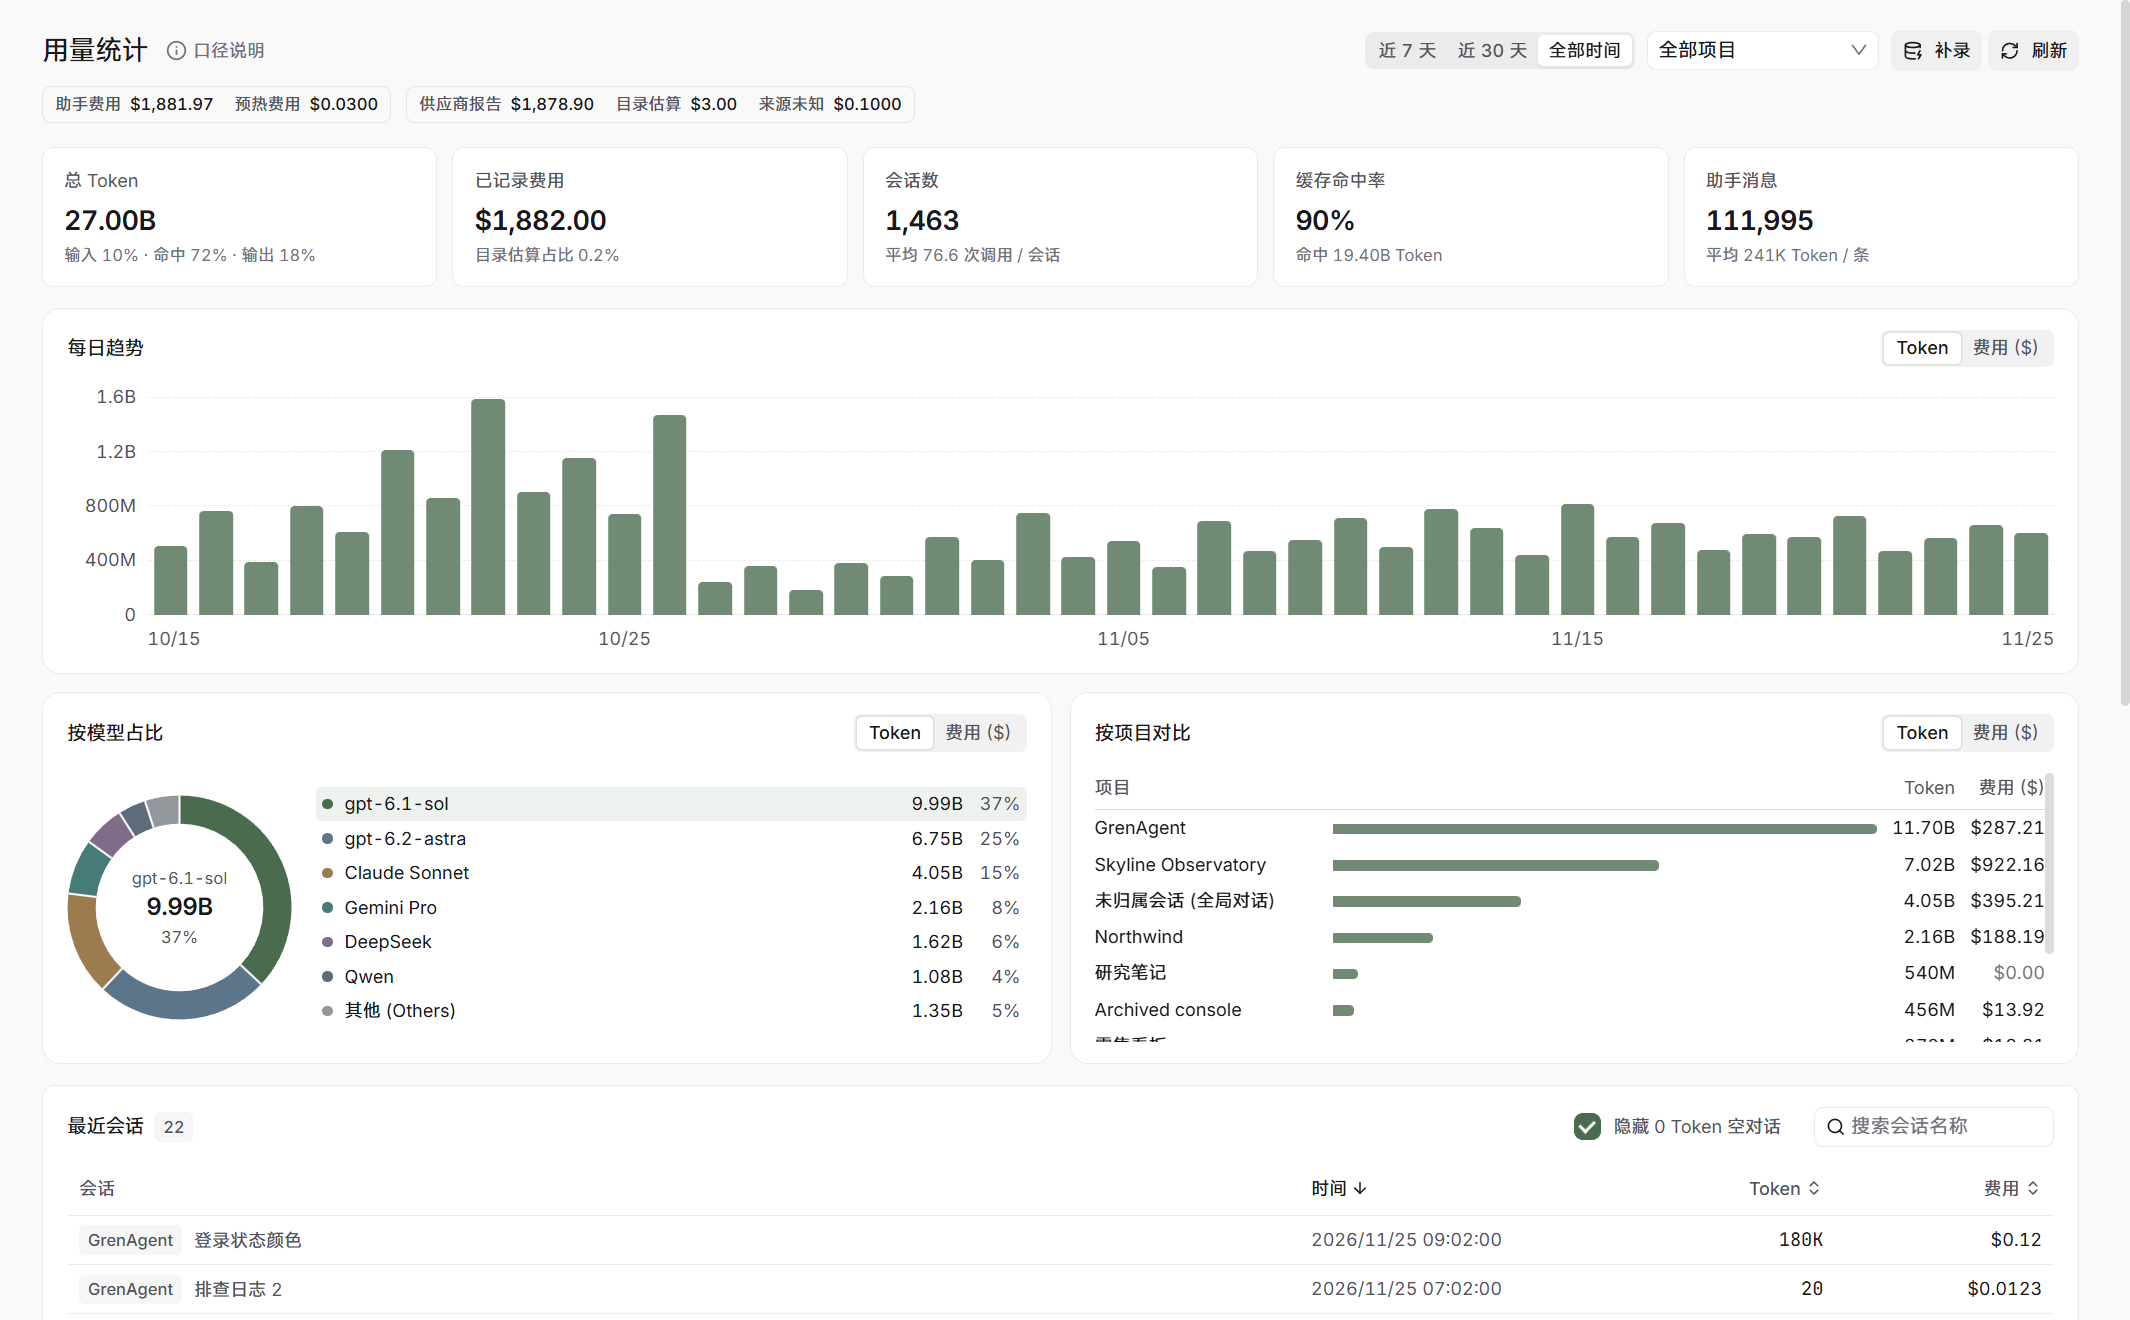 用量统计 口径说明 近 7 天 近 30 天 全部时间 全部项目 补录 刷新
助手费用 $1,881.97 预热费用 $0.0300 供应商报告 $1,878.90 目录估算 $3.00 来源未知 $0.1000
总 Token
27.00B
输入 10% · 命中 72% · 输出 18%
已记录费用
$1,882.00
目录估算占比 0.2%
会话数
1,463
平均 76.6 次调用 / 会话
缓存命中率
90%
命中 19.40B Token
助手消息
111,995
平均 241K Token / 条
每日趋势 Token 费用 ($)
1.6B
1.2B
800M
400M
0
10/15 10/25 11/05 11/15 11/25
按模型占比 Token 费用 ($)
gpt-6.1-sol
9.99B
37%
gpt-6.1-sol 9.99B 37%
gpt-6.2-astra 6.75B 25%
Claude Sonnet 4.05B 15%
Gemini Pro 2.16B 8%
DeepSeek 1.62B 6%
Qwen 1.08B 4%
其他 (Others) 1.35B 5%
按项目对比 Token 费用 ($)
项目 Token 费用 ($)
GrenAgent 11.70B $287.21
Skyline Observatory 7.02B $922.16
未归属会话 (全局对话) 4.05B $395.21
Northwind 2.16B $188.19
研究笔记 540M $0.00
Archived console 456M $13.92
最近会话 22 隐藏 0 Token 空对话 搜索会话名称
会话 时间 Token 费用
GrenAgent 登录状态颜色 2026/11/25 09:02:00 180K $0.12
GrenAgent 排查日志 2 2026/11/25 07:02:00 20 $0.0123